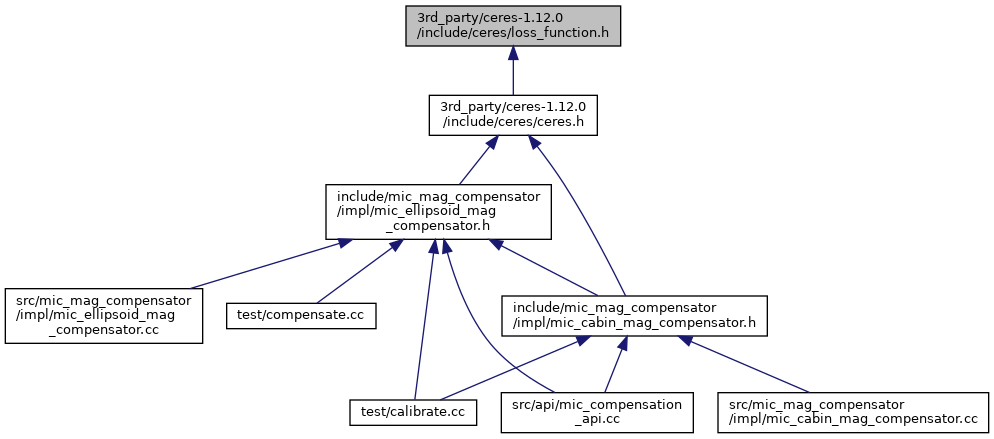 3rd_party/ceres-1.12.0
/include/ceres/loss_function.h
3rd_party/ceres-1.12.0
/include/ceres/ceres.h
include/mic_mag_compensator
/impl/mic_ellipsoid_mag
_compensator.h
src/mic_mag_compensator
/impl/mic_ellipsoid_mag
_compensator.cc
test/compensate.cc
include/mic_mag_compensator
/impl/mic_cabin_mag_compensator.h
test/calibrate.cc
src/api/mic_compensation
_api.cc
src/mic_mag_compensator
/impl/mic_cabin_mag_compensator.cc